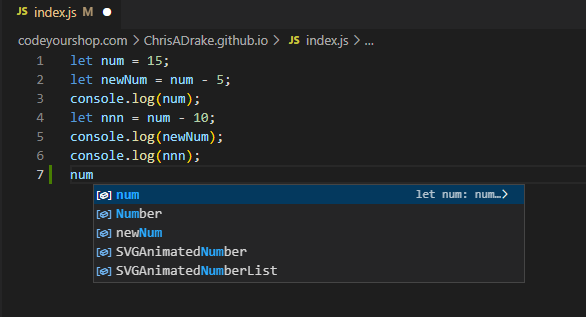 JS index.js M
codeyourshop.com > ChrisADrake.github.io > JS index.js > ...
1 let num = 15;
2 let newNum = num - 5;
3 console.log(num);
4 let nnn = num - 10;
5 console.log(newNum);
6 console.log(nnn);
7 num
num let num: num…>
Number
newNum
SVGAnimatedNumber
SVGAnimatedNumberList